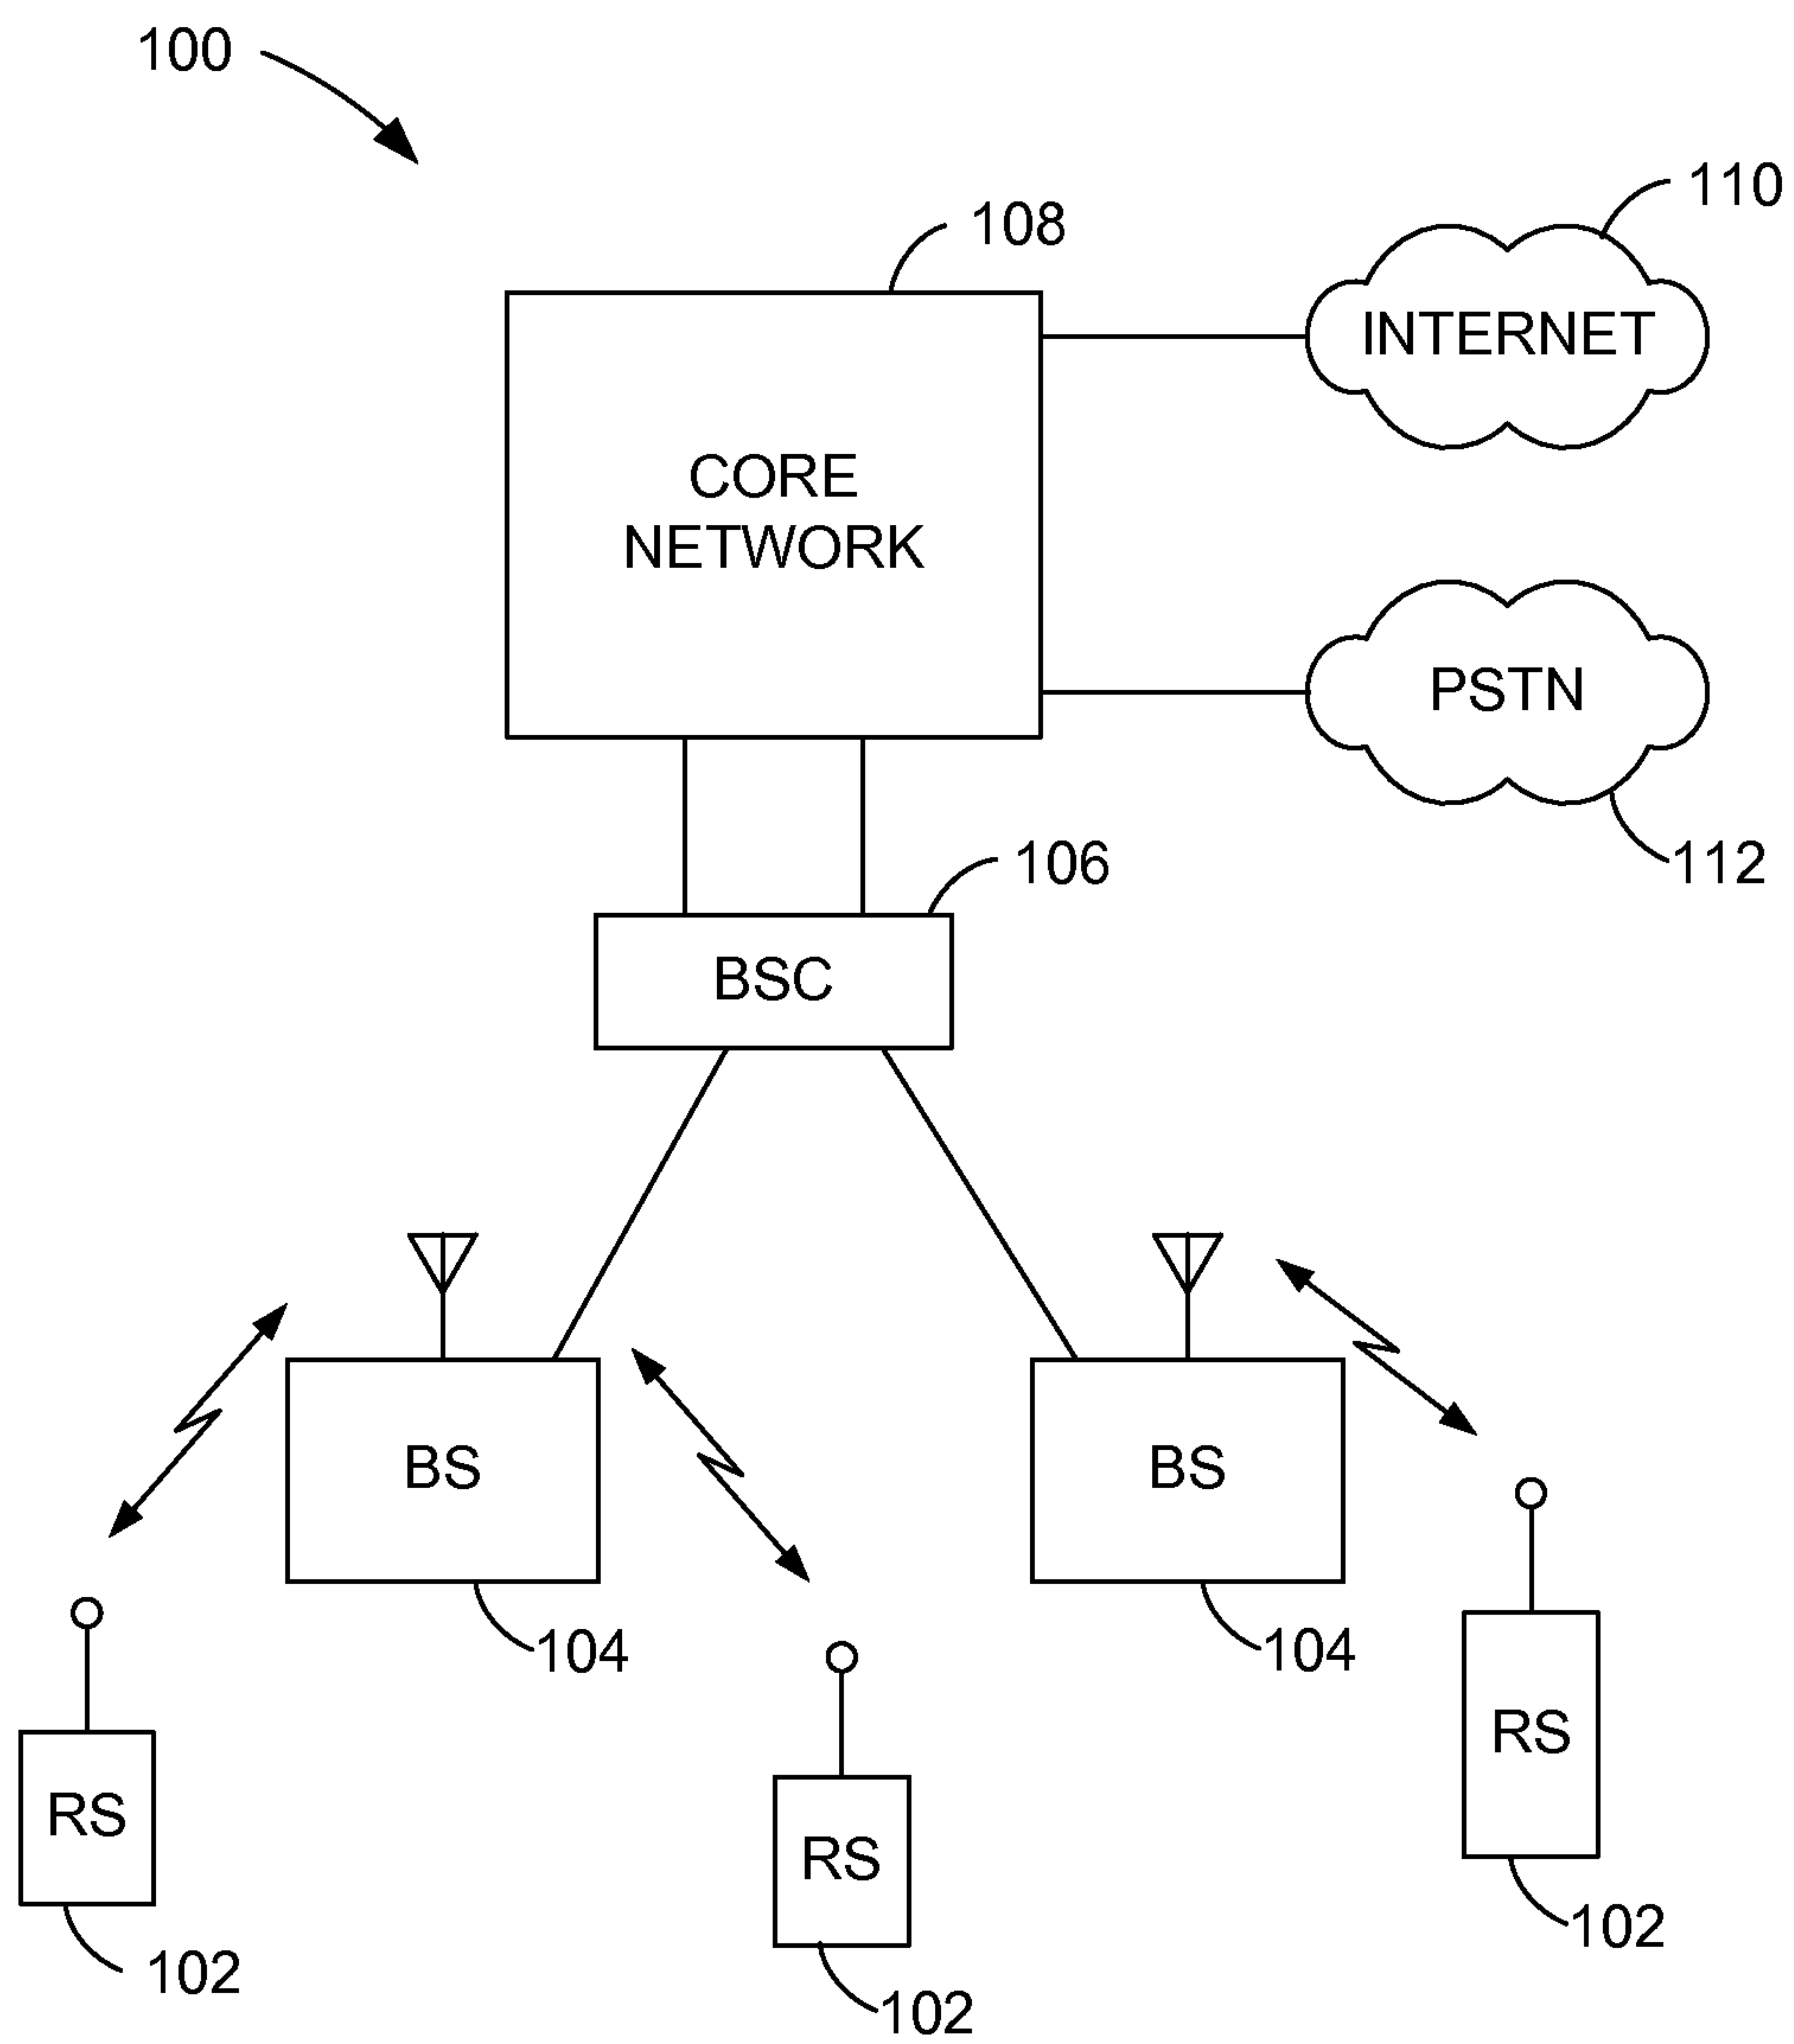 100
110
108
INTERNET
CORE
NETWORK
PSTN
112
106
BSC
BS
BS
104
104
RS
RS
RS
102
102
102